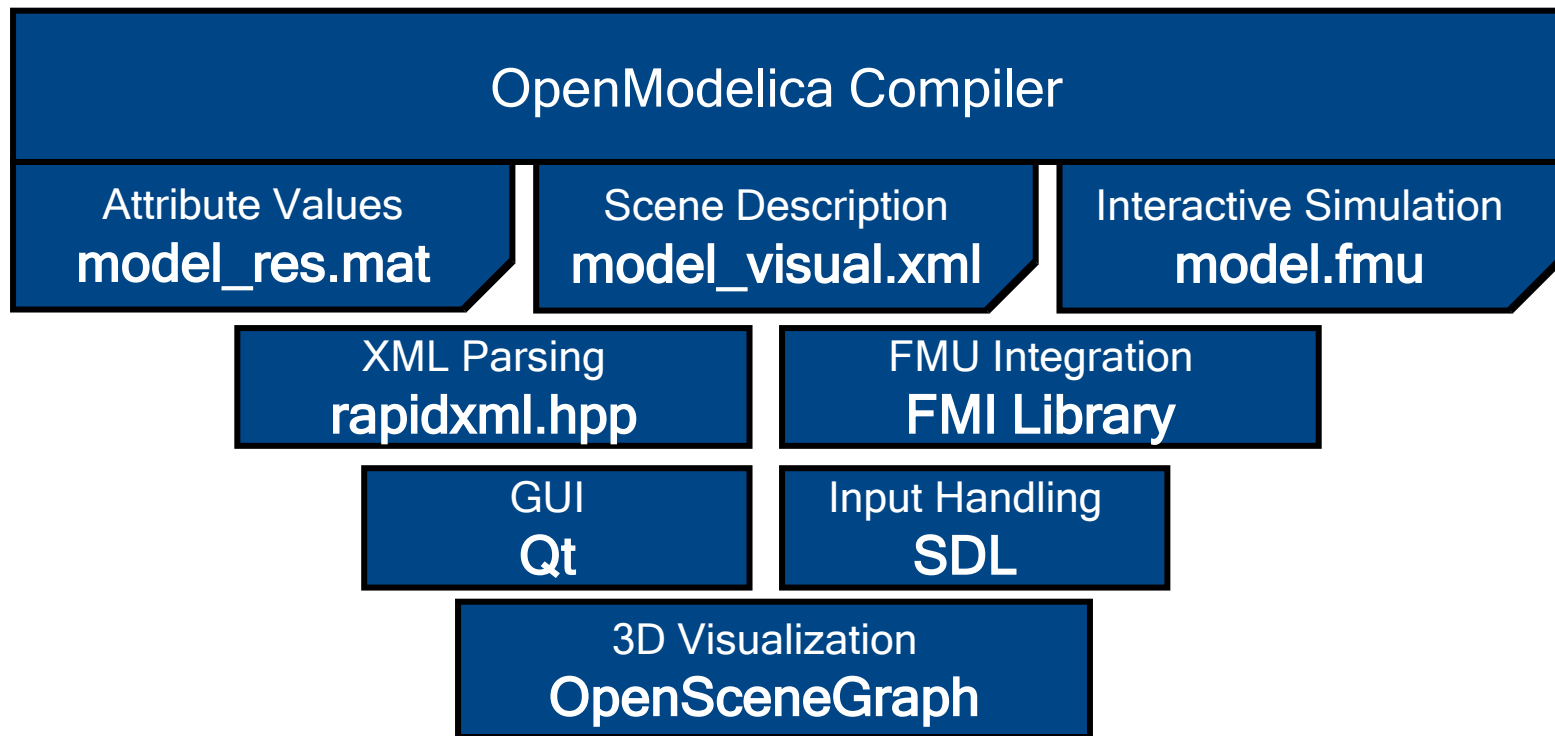 OpenModelica Compiler
Attribute Values
model_res.mat
Scene Description
model_visual.xml
Interactive Simulation
model.fmu
XML Parsing
rapidxml.hpp
FMU Integration
FMI Library
GUI
Qt
Input Handling
SDL
3D Visualization
OpenSceneGraph